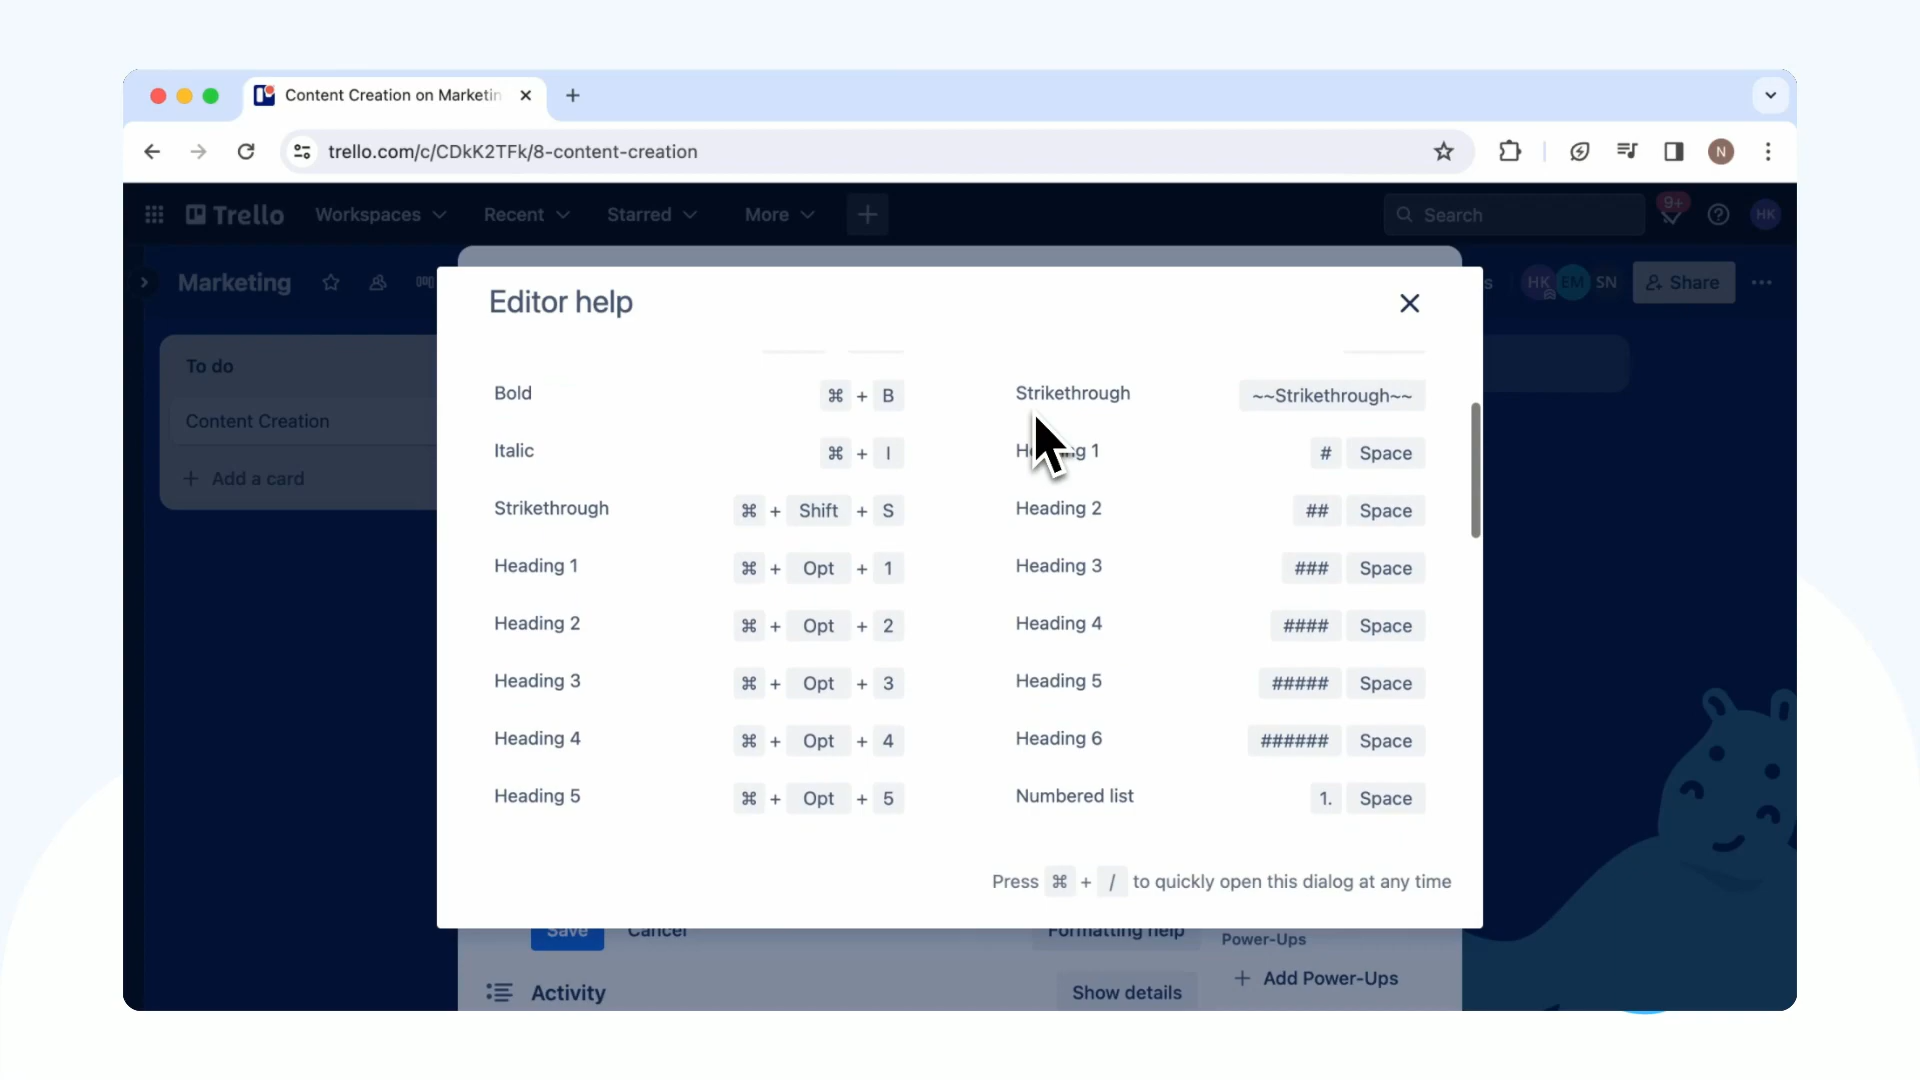 Content Creation on Marketin
trello.com/c/CDkK2TFk/8-content-creation
N
Trello Workspaces Recent Starred More + Search 9+ HK
Marketing s HK EM SN Share
Editor help
To do
Content Creation
+ Add a card
Bold ⌘ + B
Italic ⌘ + I
Strikethrough ⌘ + Shift + S
Heading 1 ⌘ + Opt + 1
Heading 2 ⌘ + Opt + 2
Heading 3 ⌘ + Opt + 3
Heading 4 ⌘ + Opt + 4
Heading 5 ⌘ + Opt + 5
Strikethrough ~~Strikethrough~~
Heading 1 # Space
Heading 2 ## Space
Heading 3 ### Space
Heading 4 #### Space
Heading 5 ##### Space
Heading 6 ###### Space
Numbered list 1. Space
Press ⌘ + / to quickly open this dialog at any time
Save Cancel Formatting help Power-Ups
+ Add Power-Ups
Activity Show details